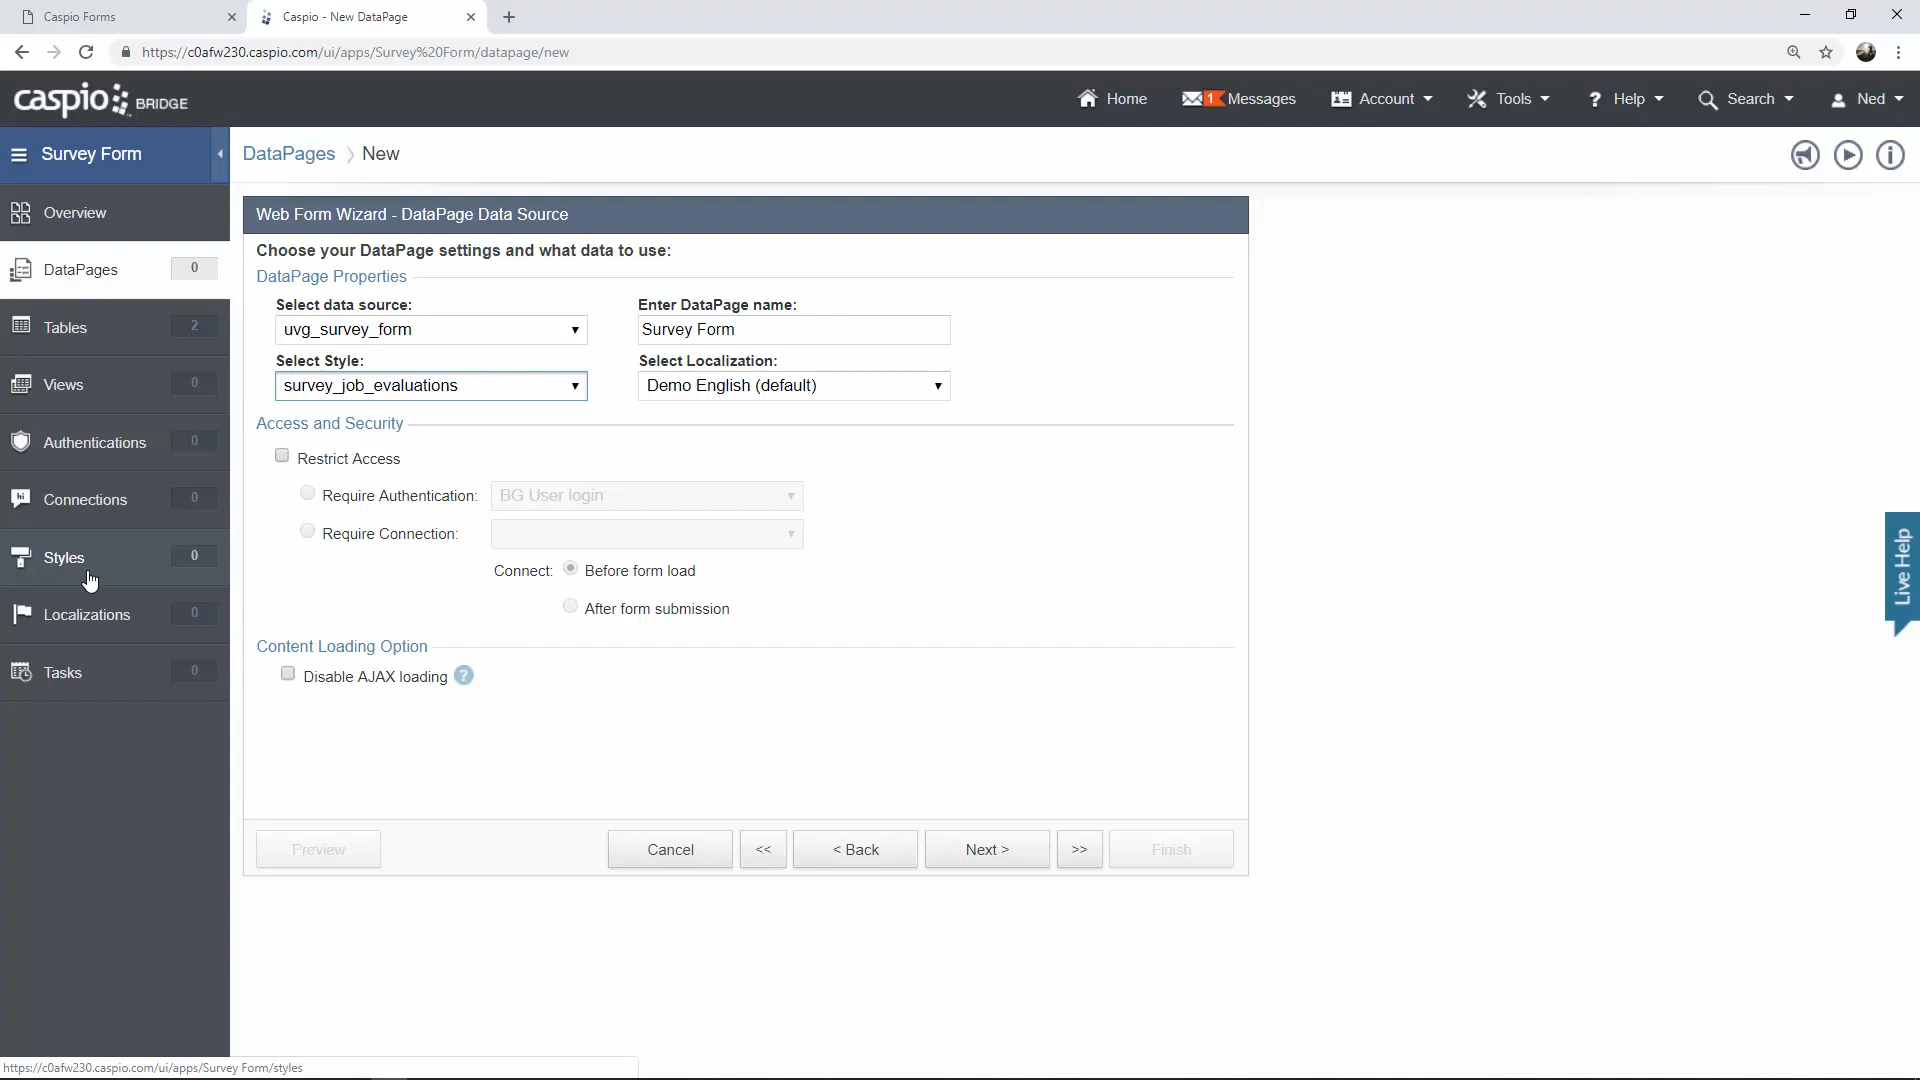 Caspio Forms
Caspio - New DataPage
https://c0afw230.caspio.com/ui/apps/Survey%20Form/datapage/new
caspio BRIDGE
Home
1 Messages
Account
Tools
? Help
Search
Ned
Survey Form
DataPages > New
Overview
DataPages 0
Tables 2
Views 0
Authentications 0
Connections 0
Styles 0
Localizations 0
Tasks 0
Web Form Wizard - DataPage Data Source
Choose your DataPage settings and what data to use:
DataPage Properties
Select data source:
Enter DataPage name:
uvg_survey_form
Survey Form
Select Style:
Select Localization:
survey_job_evaluations
Demo English (default)
Access and Security
Restrict Access
Require Authentication: BG User login
Require Connection:
Connect: Before form load
After form submission
Content Loading Option
Disable AJAX loading ?
Preview
Cancel
<<
< Back
Next >
>>
Finish
Live Help
https://c0afw230.caspio.com/ui/apps/Survey Form/styles